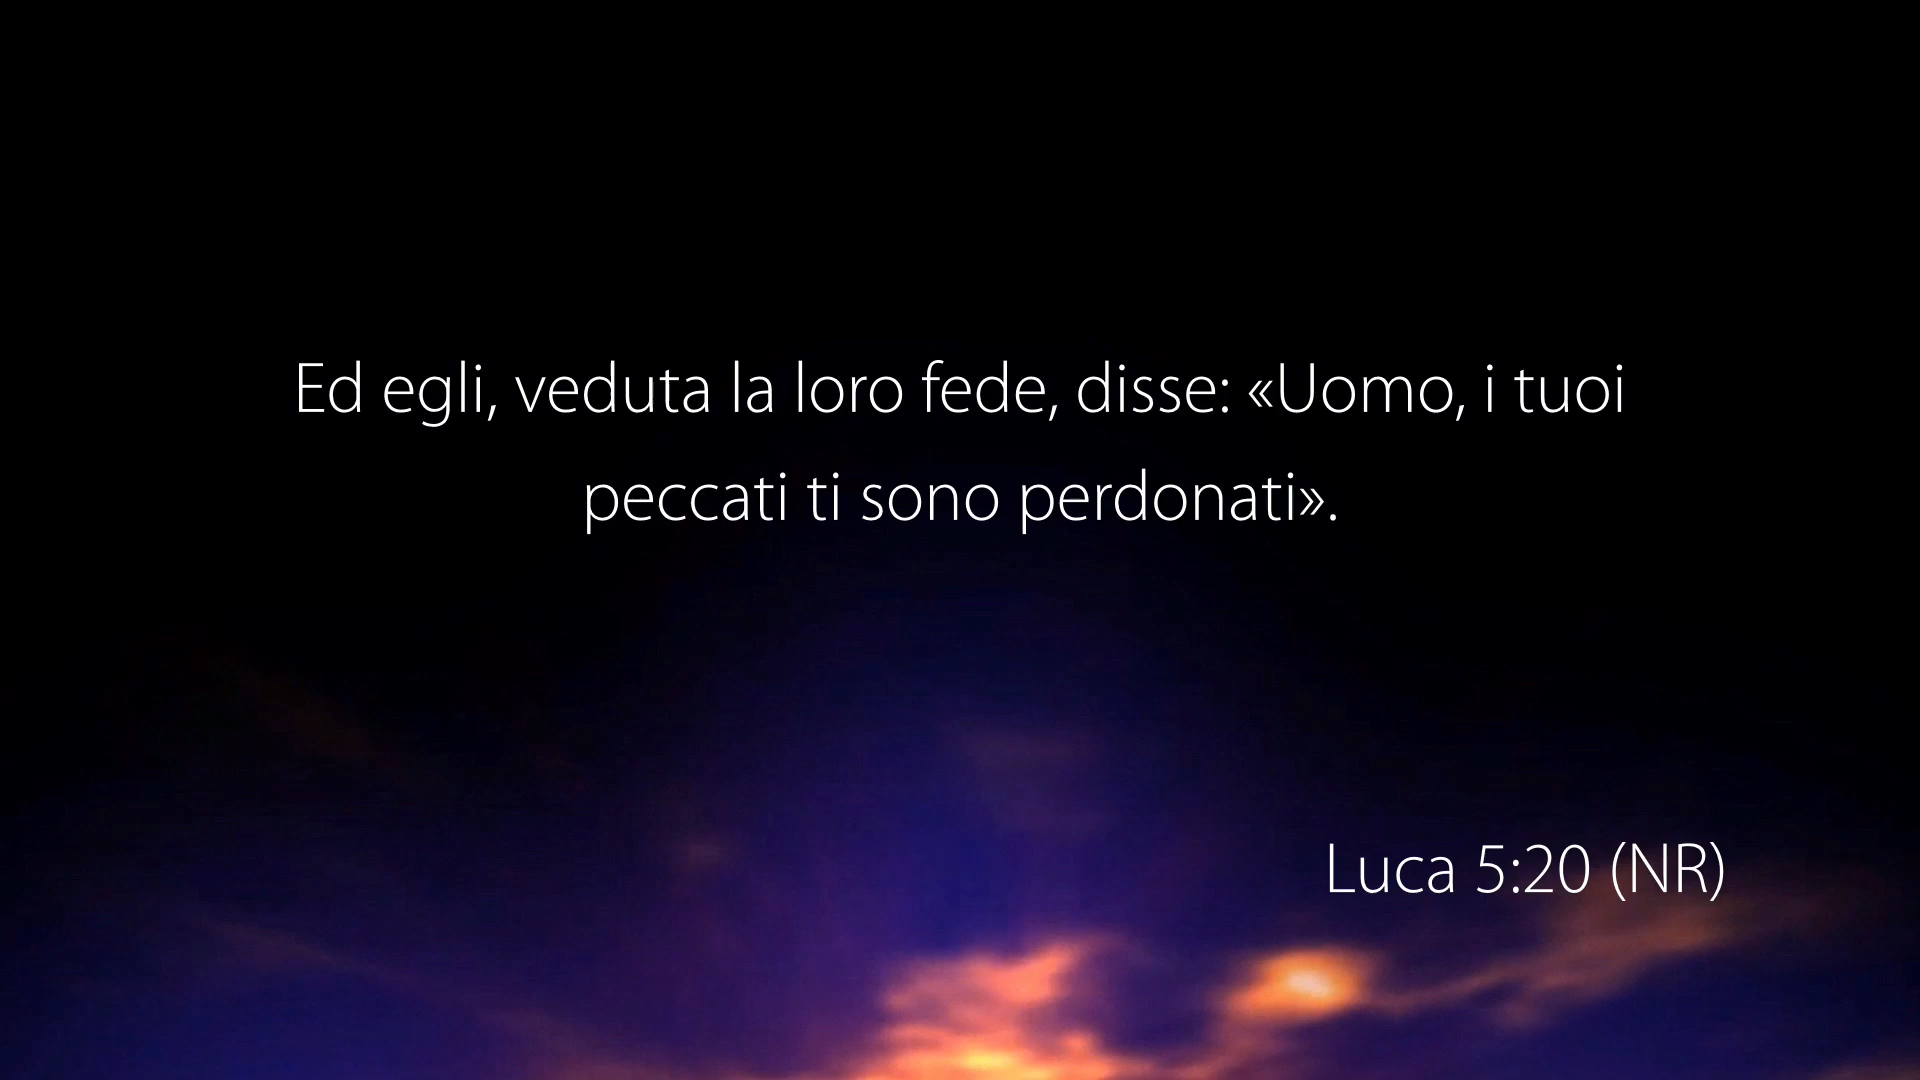 Ed egli, veduta la loro fede, disse: «Uomo, i tuoi
peccati ti sono perdonati».
Luca 5:20 (NR)